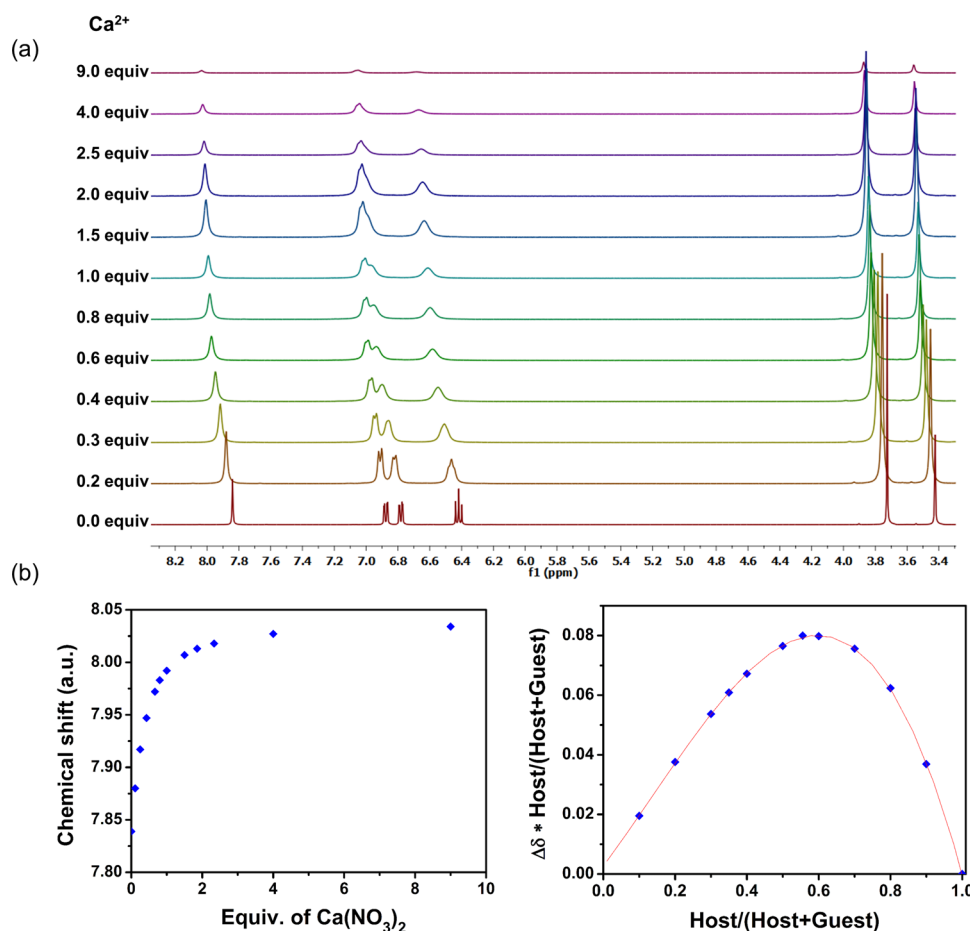 Ca2+
(a)
9.0 equiv
4.0 equiv
2.5 equiv
2.0 equiv
1.5 equiv
1.0 equiv
0.8 equiv
0.6 equiv
0.4 equiv
0.3 equiv
0.2 equiv
0.0 equiv
8.2 8.0 7.8 7.6 7.4 7.2 7.0 6.8 6.6 6.4 6.2 6.0 5.8 5.6 5.4 5.2 5.0 4.8 4.6 4.4 4.2 4.0 3.8 3.6 3.4
f1 (ppm)
(b)
Chemical shift (a.u.)
8.05
8.00
7.95
7.90
7.85
7.80
0 2 4 6 8 10
Equiv. of Ca(NO3)2
Δδ * Host/(Host+Guest)
0.08
0.06
0.04
0.02
0.00
0.0 0.2 0.4 0.6 0.8 1.0
Host/(Host+Guest)